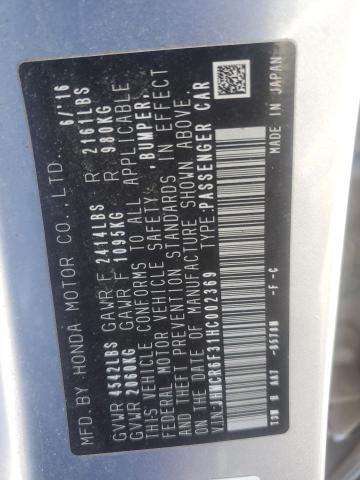 MFD.BY HONDA MOTOR CO.,LTD. 6/'16
GVWR 4542LBS GAWR F 2414LBS R 2161LBS
GVWR 2060KG GAWR F 1095KG R 980KG
THIS VEHICLE CONFORMS TO ALL APPLICABLE
FEDERAL MOTOR VEHICLE SAFETY, BUMPER,
AND THEFT PREVENTION STANDARDS IN EFFECT
ON THE DATE OF MANUFACTURE SHOWN ABOVE.
V.I.N:JHMCR6F31HC002369 TYPE:PASSENGER CAR
-F-C MADE IN JAPAN